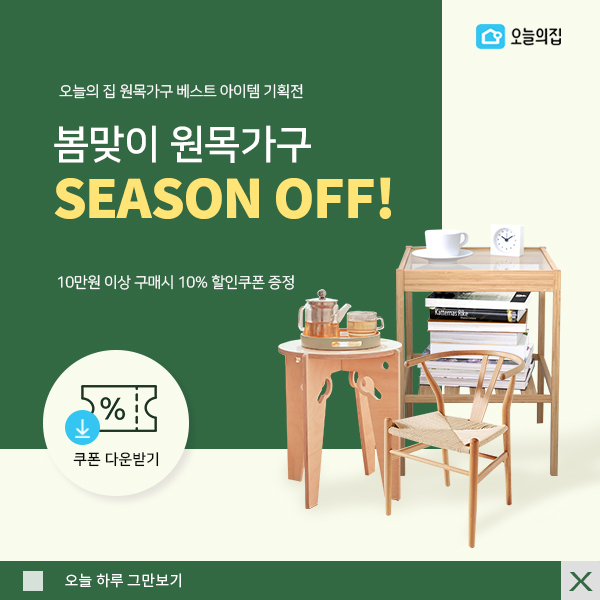 오늘의집
오늘의 집 원목가구 베스트 아이템 기획전
봄맞이 원목가구
SEASON OFF!
10만원 이상 구매시 10% 할인쿠폰 증정
Katternas Rike
%
쿠폰 다운받기
오늘 하루 그만보기